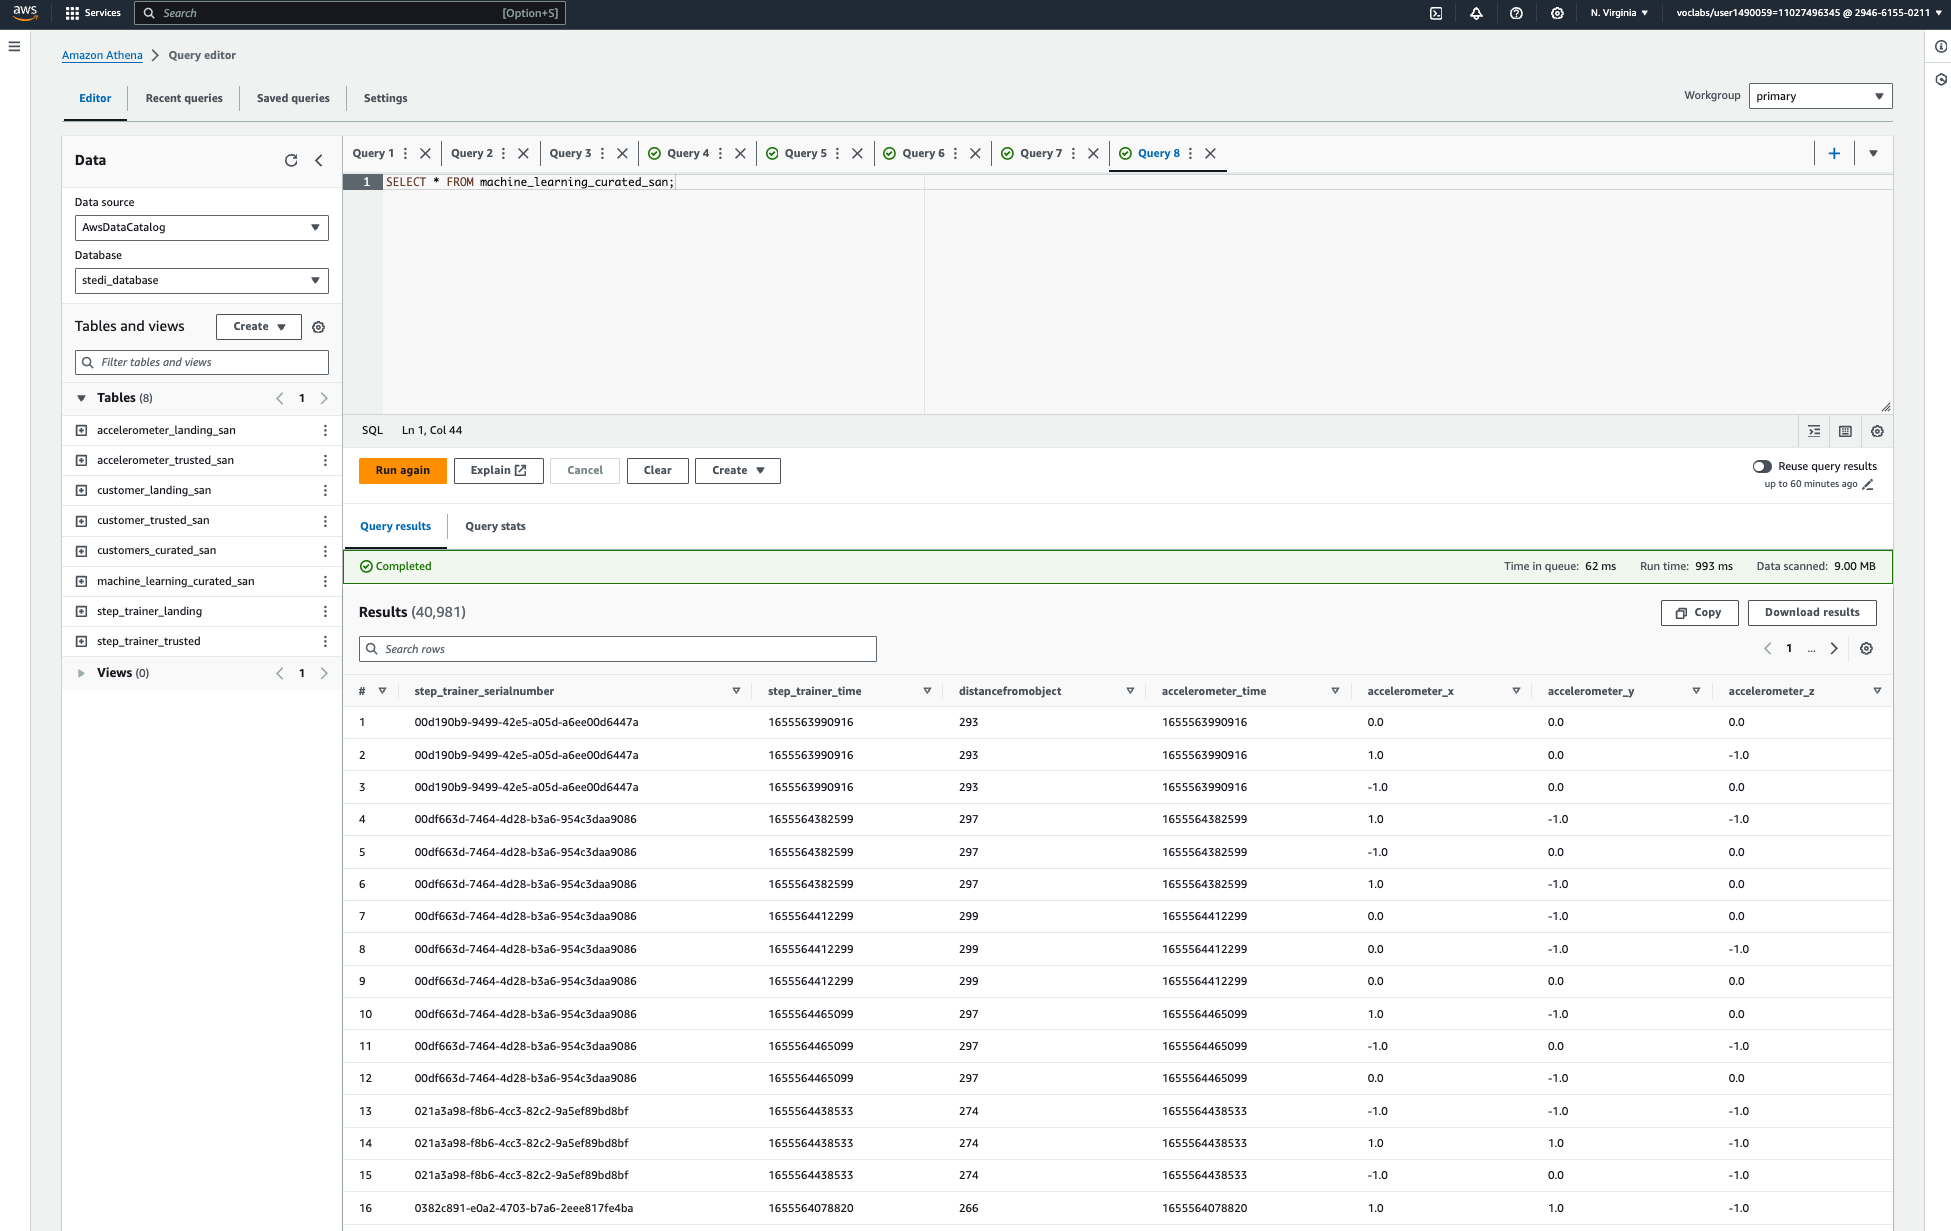 aws Services Search [Option+S] N. Virginia voclabs/user1490059=11027496345 @ 2946-6155-0211
Amazon Athena Query editor
Editor Recent queries Saved queries Settings Workgroup primary
Data
Data source
AwsDataCatalog
Database
stedi_database
Tables and views Create
Filter tables and views
Tables (8) 1
accelerometer_landing_san
accelerometer_trusted_san
customer_landing_san
customer_trusted_san
customers_curated_san
machine_learning_curated_san
step_trainer_landing
step_trainer_trusted
Views (0) 1
Query 1 Query 2 Query 3 Query 4 Query 5 Query 6 Query 7 Query 8
1 SELECT * FROM machine_learning_curated_san;
SQL Ln 1, Col 44
Run again Explain Cancel Clear Create Reuse query results
up to 60 minutes ago
Query results Query stats
Completed Time in queue: 62 ms Run time: 993 ms Data scanned: 9.00 MB
Results (40,981) Copy Download results
Search rows 1 ...
# step_trainer_serialnumber step_trainer_time distancefromobject accelerometer_time accelerometer_x accelerometer_y accelerometer_z
1 00d190b9-9499-42e5-a05d-a6ee00d6447a 1655563990916 293 1655563990916 0.0 0.0 0.0
2 00d190b9-9499-42e5-a05d-a6ee00d6447a 1655563990916 293 1655563990916 1.0 0.0 -1.0
3 00d190b9-9499-42e5-a05d-a6ee00d6447a 1655563990916 293 1655563990916 -1.0 0.0 0.0
4 00df663d-7464-4d28-b3a6-954c3daa9086 1655564382599 297 1655564382599 1.0 -1.0 -1.0
5 00df663d-7464-4d28-b3a6-954c3daa9086 1655564382599 297 1655564382599 -1.0 0.0 0.0
6 00df663d-7464-4d28-b3a6-954c3daa9086 1655564382599 297 1655564382599 1.0 -1.0 0.0
7 00df663d-7464-4d28-b3a6-954c3daa9086 1655564412299 299 1655564412299 0.0 -1.0 0.0
8 00df663d-7464-4d28-b3a6-954c3daa9086 1655564412299 299 1655564412299 0.0 -1.0 -1.0
9 00df663d-7464-4d28-b3a6-954c3daa9086 1655564412299 299 1655564412299 0.0 0.0 0.0
10 00df663d-7464-4d28-b3a6-954c3daa9086 1655564465099 297 1655564465099 1.0 -1.0 0.0
11 00df663d-7464-4d28-b3a6-954c3daa9086 1655564465099 297 1655564465099 -1.0 0.0 -1.0
12 00df663d-7464-4d28-b3a6-954c3daa9086 1655564465099 297 1655564465099 0.0 -1.0 0.0
13 021a3a98-f8b6-4cc3-82c2-9a5ef89bd8bf 1655564438533 274 1655564438533 -1.0 -1.0 -1.0
14 021a3a98-f8b6-4cc3-82c2-9a5ef89bd8bf 1655564438533 274 1655564438533 1.0 1.0 -1.0
15 021a3a98-f8b6-4cc3-82c2-9a5ef89bd8bf 1655564438533 274 1655564438533 -1.0 0.0 -1.0
16 0382c891-e0a2-4703-b7a6-2eee817fe4ba 1655564078820 266 1655564078820 1.0 1.0 -1.0